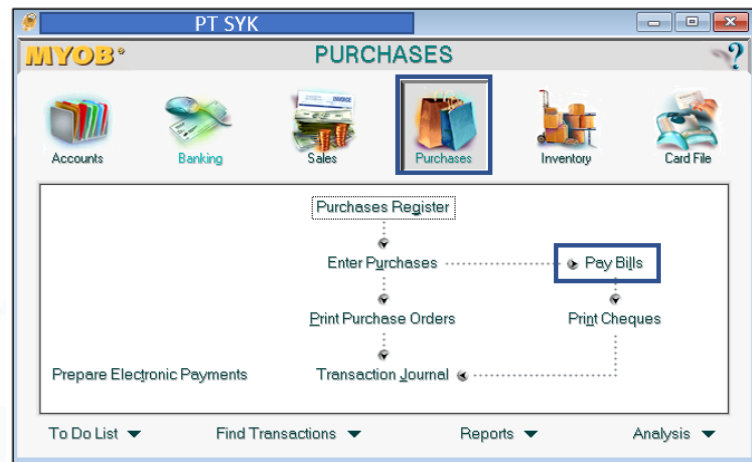 PT SYK
MYOB
PURCHASES
?
Accounts Banking Sales Purchases Inventory Card File
Purchases Register
Enter Purchases Pay Bills
Print Purchase Orders Print Cheques
Prepare Electronic Payments Transaction Journal
To Do List Find Transactions Reports Analysis